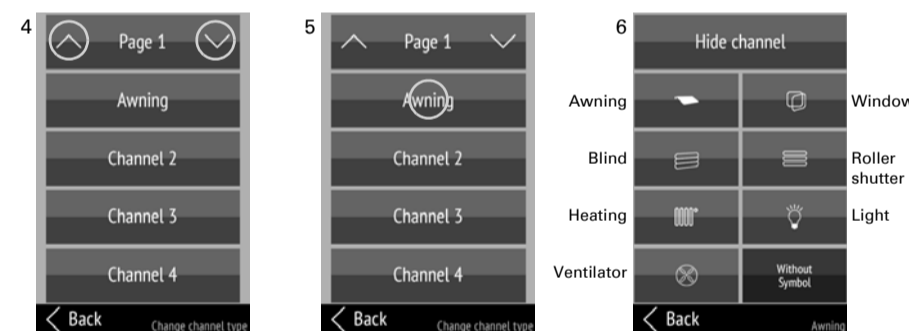 4
Page 1
Awning
Channel 2
Channel 3
Channel 4
Back
Change channel type
5
Page 1
Awning
Channel 2
Channel 3
Channel 4
Back
Change channel type
6
Hide channel
Awning
Window
Blind
Roller
shutter
Heating
Light
Ventilator
Without
Symbol
Back
Awning